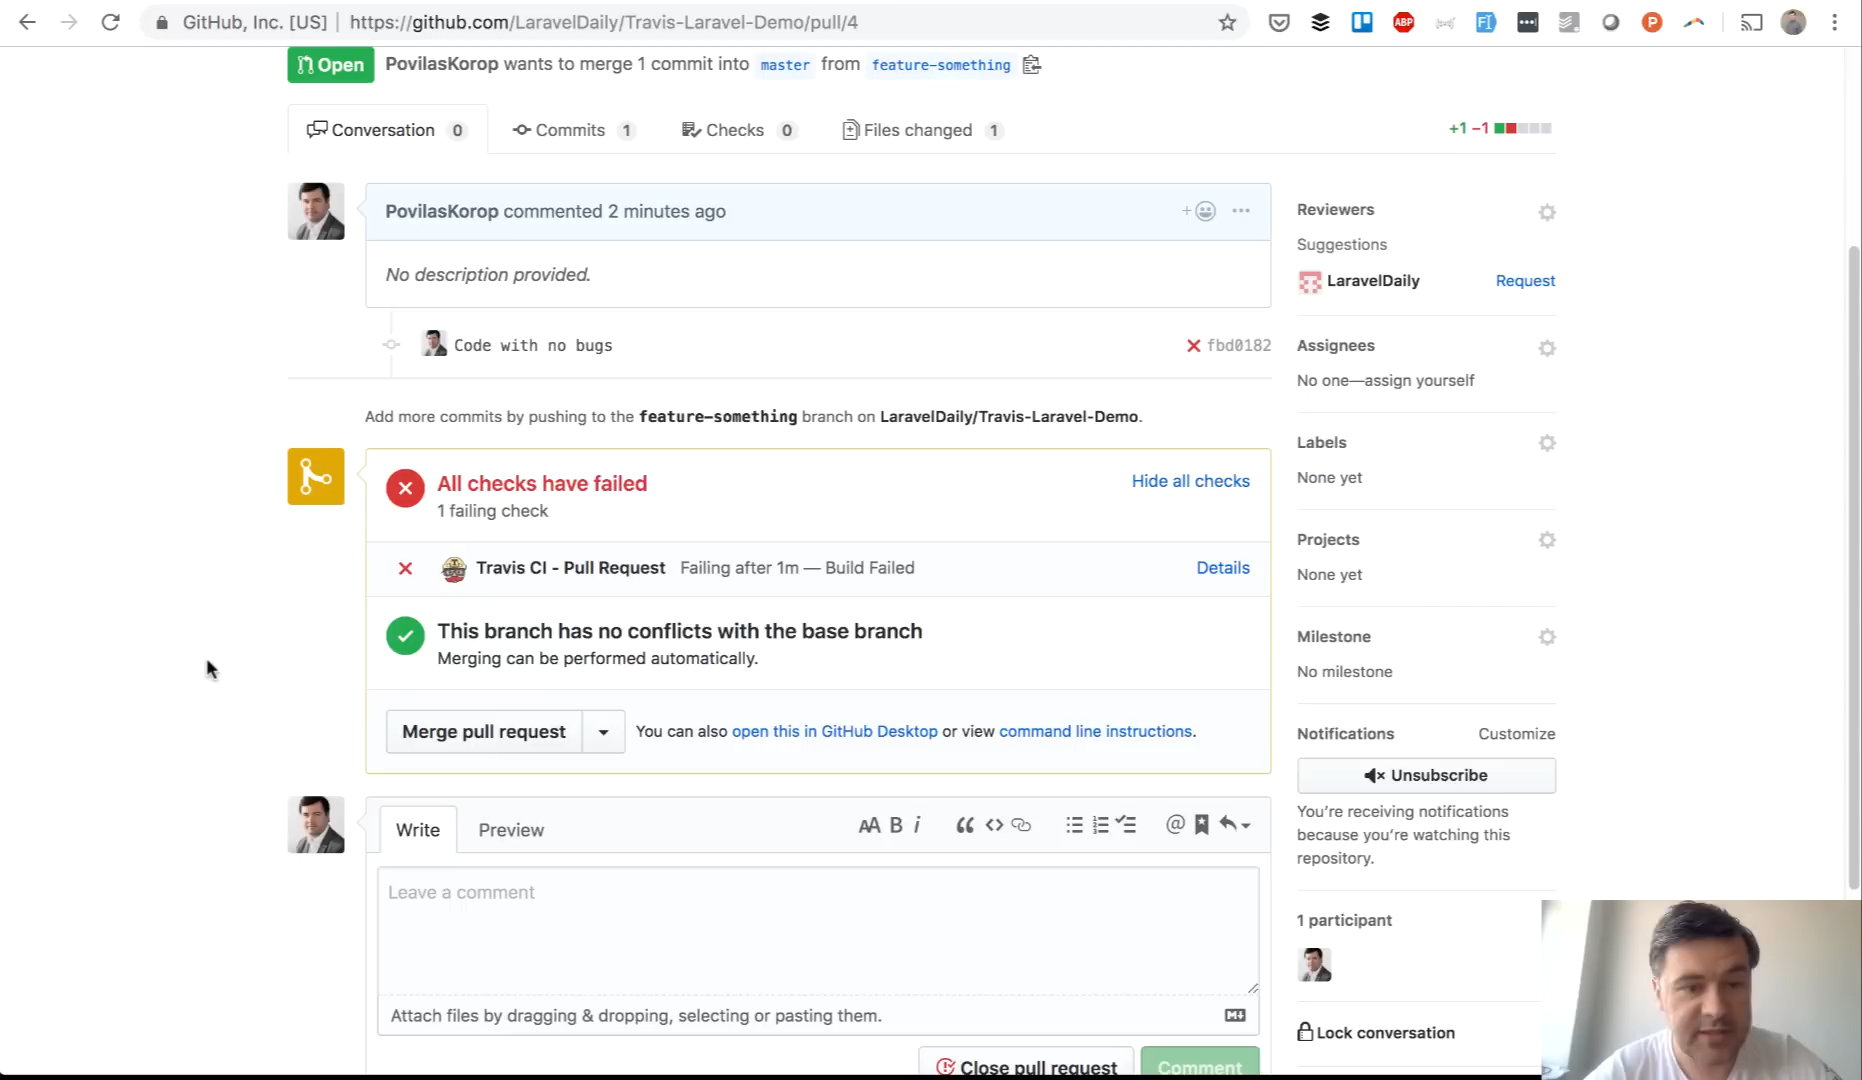 GitHub, Inc. [US] | https://github.com/LaravelDaily/Travis-Laravel-Demo/pull/4
ABP
P
Open PovilasKorop wants to merge 1 commit into master from feature-something
Conversation 0 Commits 1 Checks 0 Files changed 1 +1 −1
PovilasKorop commented 2 minutes ago
No description provided.
Code with no bugs fbd0182
Add more commits by pushing to the feature-something branch on LaravelDaily/Travis-Laravel-Demo.
All checks have failed Hide all checks
1 failing check
Travis CI - Pull Request Failing after 1m — Build Failed Details
This branch has no conflicts with the base branch
Merging can be performed automatically.
Merge pull request You can also open this in GitHub Desktop or view command line instructions.
Write Preview AA B i @
Leave a comment
Attach files by dragging & dropping, selecting or pasting them.
Close pull request Comment
Reviewers
Suggestions
LaravelDaily Request
Assignees
No one—assign yourself
Labels
None yet
Projects
None yet
Milestone
No milestone
Notifications Customize
Unsubscribe
You're receiving notifications
because you're watching this
repository.
1 participant
Lock conversation